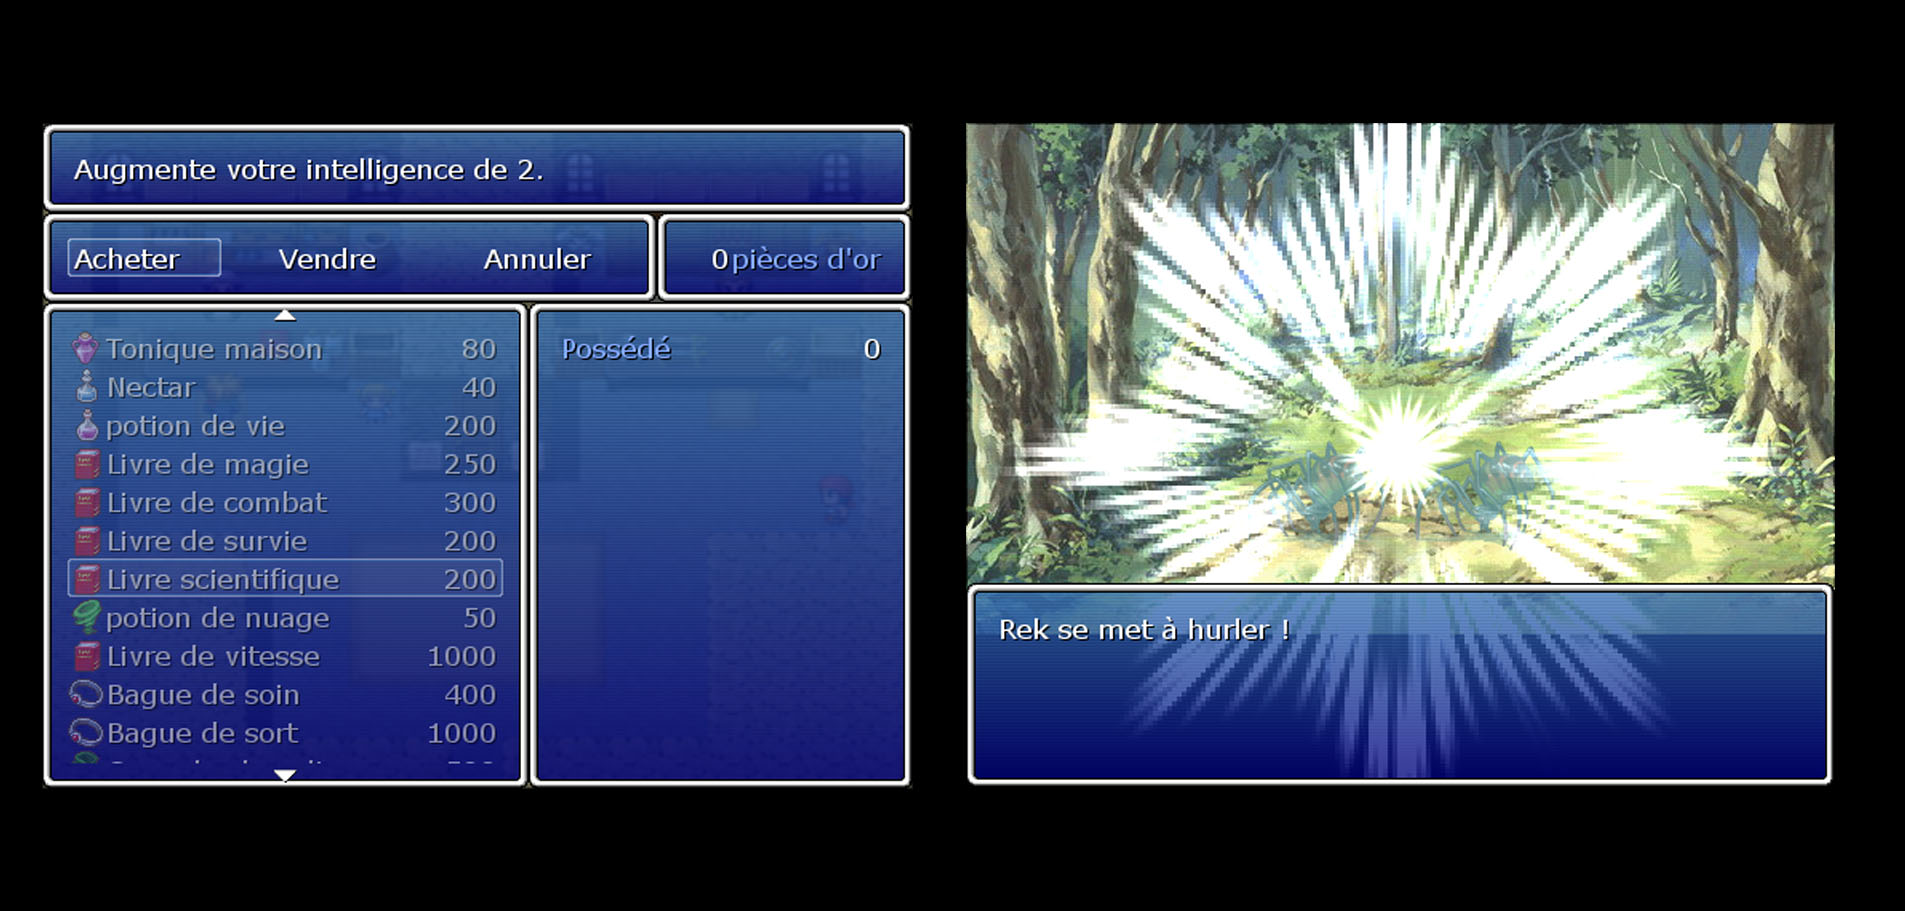 Augmente votre intelligence de 2.
Acheter Vendre Annuler
0 pièces d'or
Tonique maison 80
Nectar 40
potion de vie 200
Livre de magie 250
Livre de combat 300
Livre de survie 200
Livre scientifique 200
potion de nuage 50
Livre de vitesse 1000
Bague de soin 400
Bague de sort 1000
Possédé 0
Rek se met à hurler !